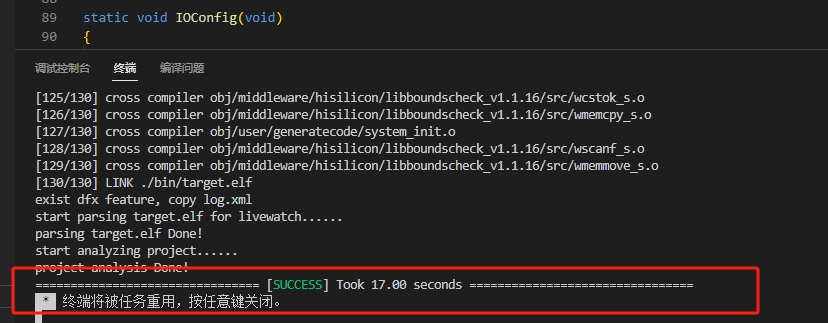 89 static void IOConfig(void)
90 {
调试控制台 终端 编译问题
[125/130] cross compiler obj/middleware/hisilicon/libboundscheck_v1.1.16/src/wcstok_s.o
[126/130] cross compiler obj/middleware/hisilicon/libboundscheck_v1.1.16/src/wmemcpy_s.o
[127/130] cross compiler obj/user/generatecode/system_init.o
[128/130] cross compiler obj/middleware/hisilicon/libboundscheck_v1.1.16/src/wscanf_s.o
[129/130] cross compiler obj/middleware/hisilicon/libboundscheck_v1.1.16/src/wmemmove_s.o
[130/130] LINK ./bin/target.elf
exist dfx feature, copy log.xml
start parsing target.elf for livewatch......
parsing target.elf Done!
start analyzing project......
project analysis Done!
================================ [SUCCESS] Took 17.00 seconds ================================
* 终端将被任务重用，按任意键关闭。